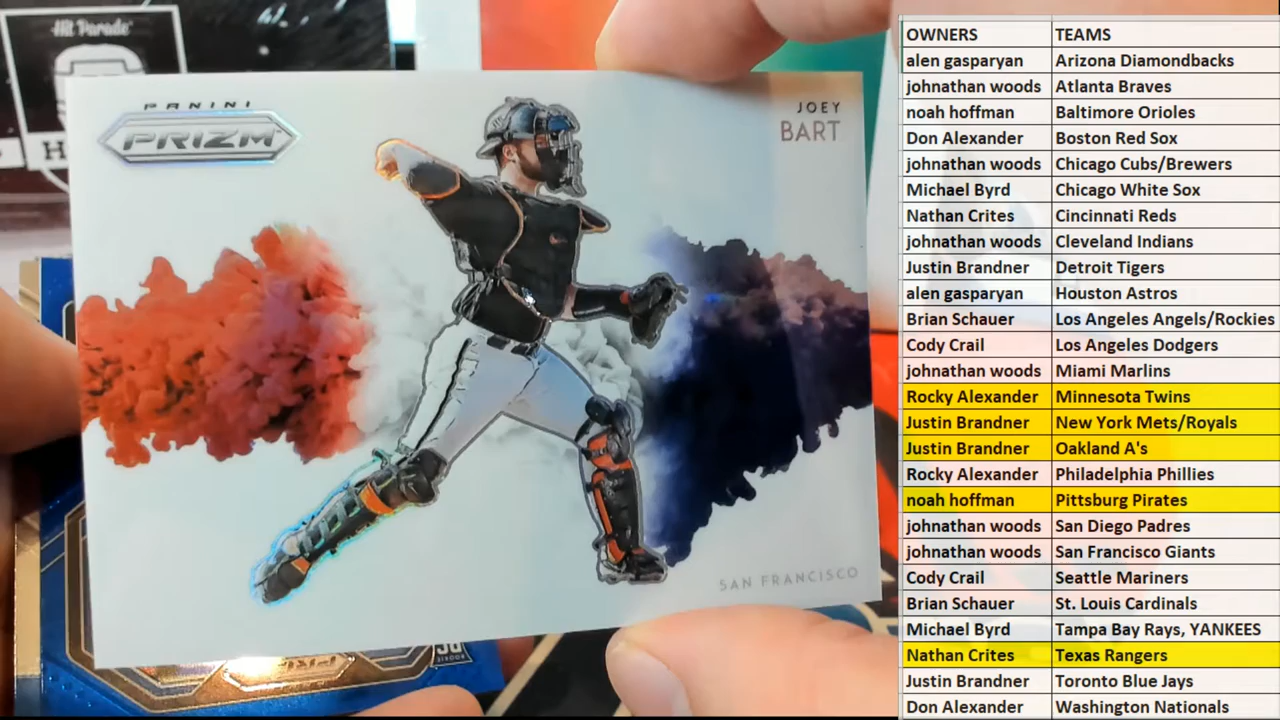 Hit Parade
H
PANINI
PRIZM
JOEY
BART
SAN FRANCISCO
OWNERS TEAMS
alen gasparyan Arizona Diamondbacks
johnathan woods Atlanta Braves
noah hoffman Baltimore Orioles
Don Alexander Boston Red Sox
johnathan woods Chicago Cubs/Brewers
Michael Byrd Chicago White Sox
Nathan Crites Cincinnati Reds
johnathan woods Cleveland Indians
Justin Brandner Detroit Tigers
alen gasparyan Houston Astros
Brian Schauer Los Angeles Angels/Rockies
Cody Crail Los Angeles Dodgers
johnathan woods Miami Marlins
Rocky Alexander Minnesota Twins
Justin Brandner New York Mets/Royals
Justin Brandner Oakland A's
Rocky Alexander Philadelphia Phillies
noah hoffman Pittsburg Pirates
johnathan woods San Diego Padres
johnathan woods San Francisco Giants
Cody Crail Seattle Mariners
Brian Schauer St. Louis Cardinals
Michael Byrd Tampa Bay Rays, YANKEES
Nathan Crites Texas Rangers
Justin Brandner Toronto Blue Jays
Don Alexander Washington Nationals